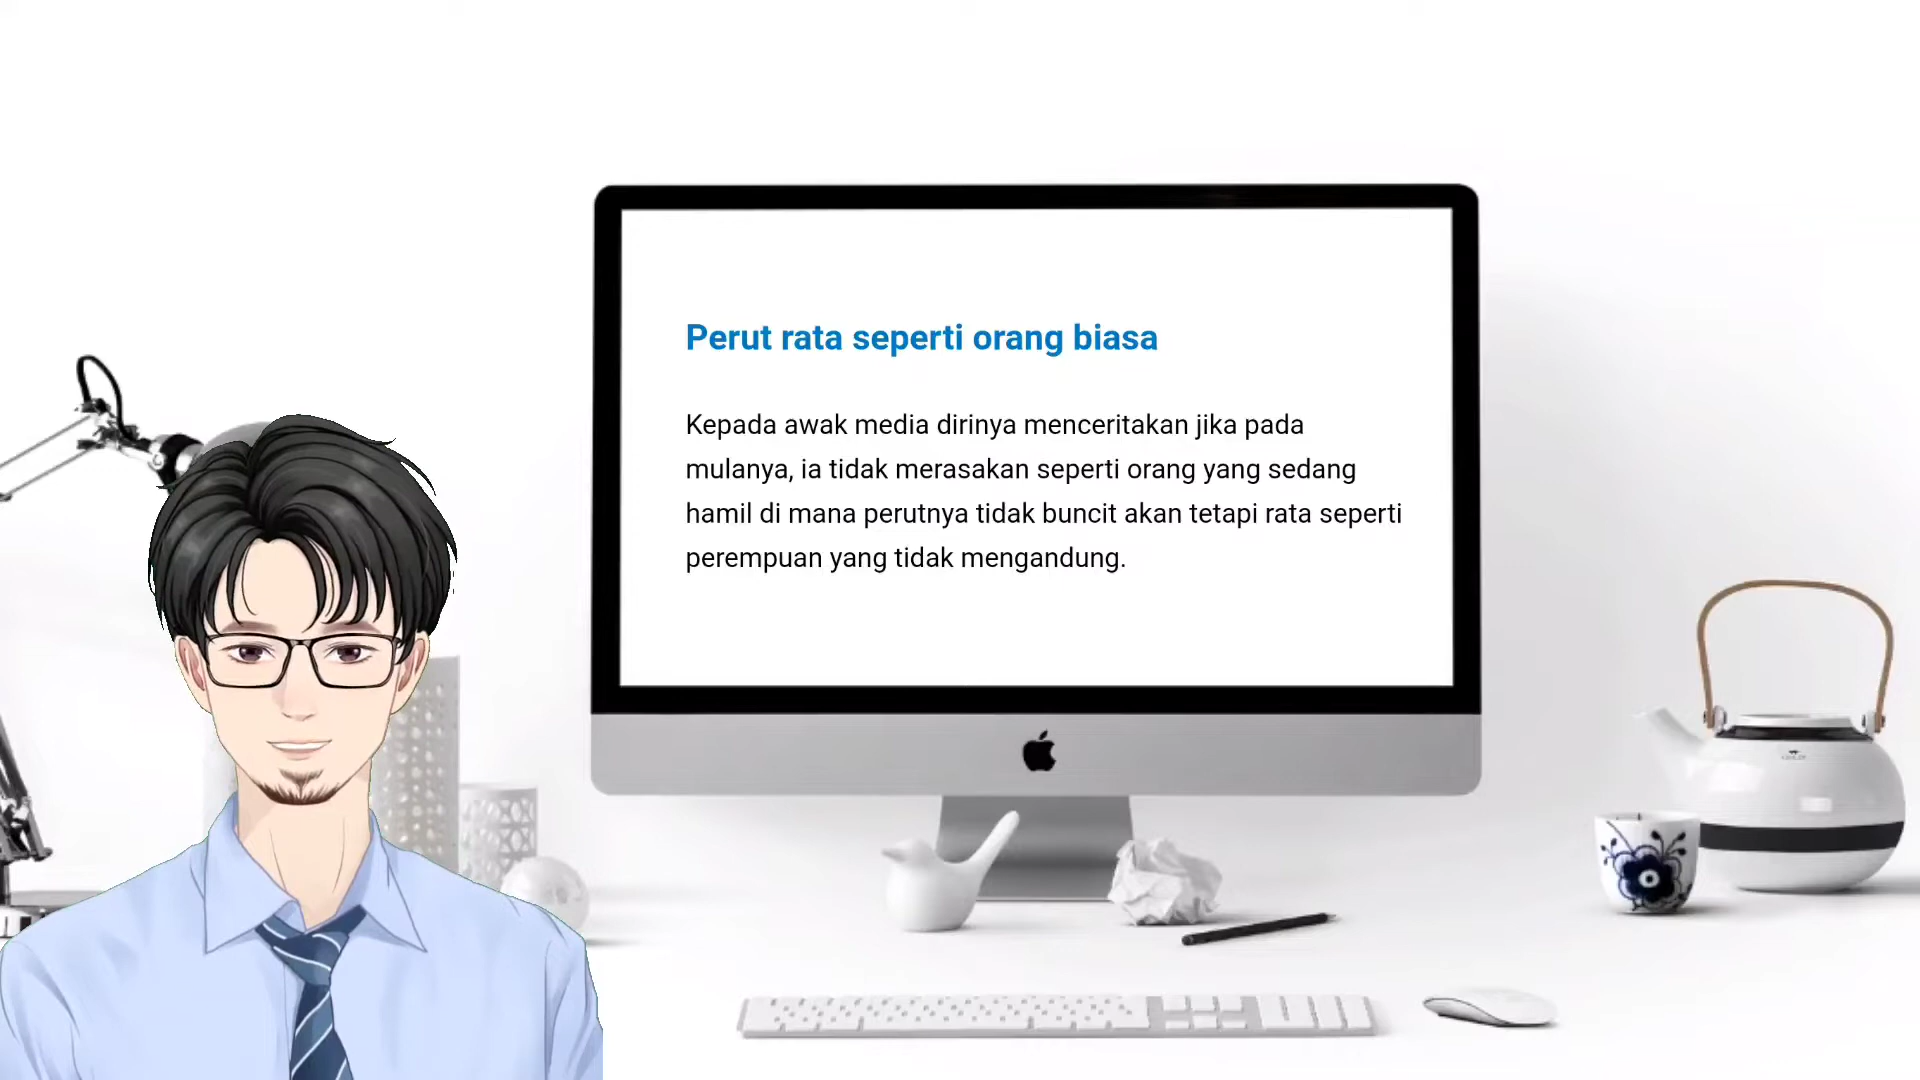 Perut rata seperti orang biasa
Kepada awak media dirinya menceritakan jika pada
mulanya, ia tidak merasakan seperti orang yang sedang
hamil di mana perutnya tidak buncit akan tetapi rata seperti
perempuan yang tidak mengandung.